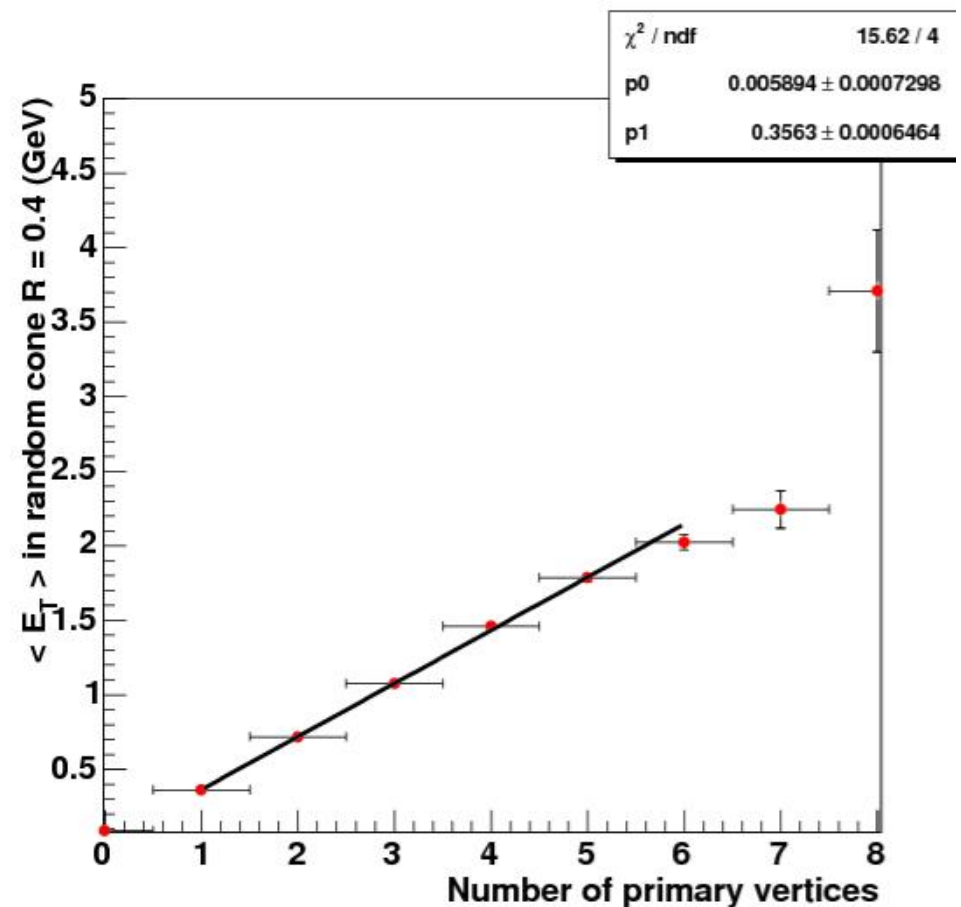 χ² / ndf 15.62 / 4
p0 0.005894 ± 0.0007298
p1 0.3563 ± 0.0006464
< E_T > in random cone R = 0.4 (GeV)
5
4.5
4
3.5
3
2.5
2
1.5
1
0.5
0 1 2 3 4 5 6 7 8
Number of primary vertices